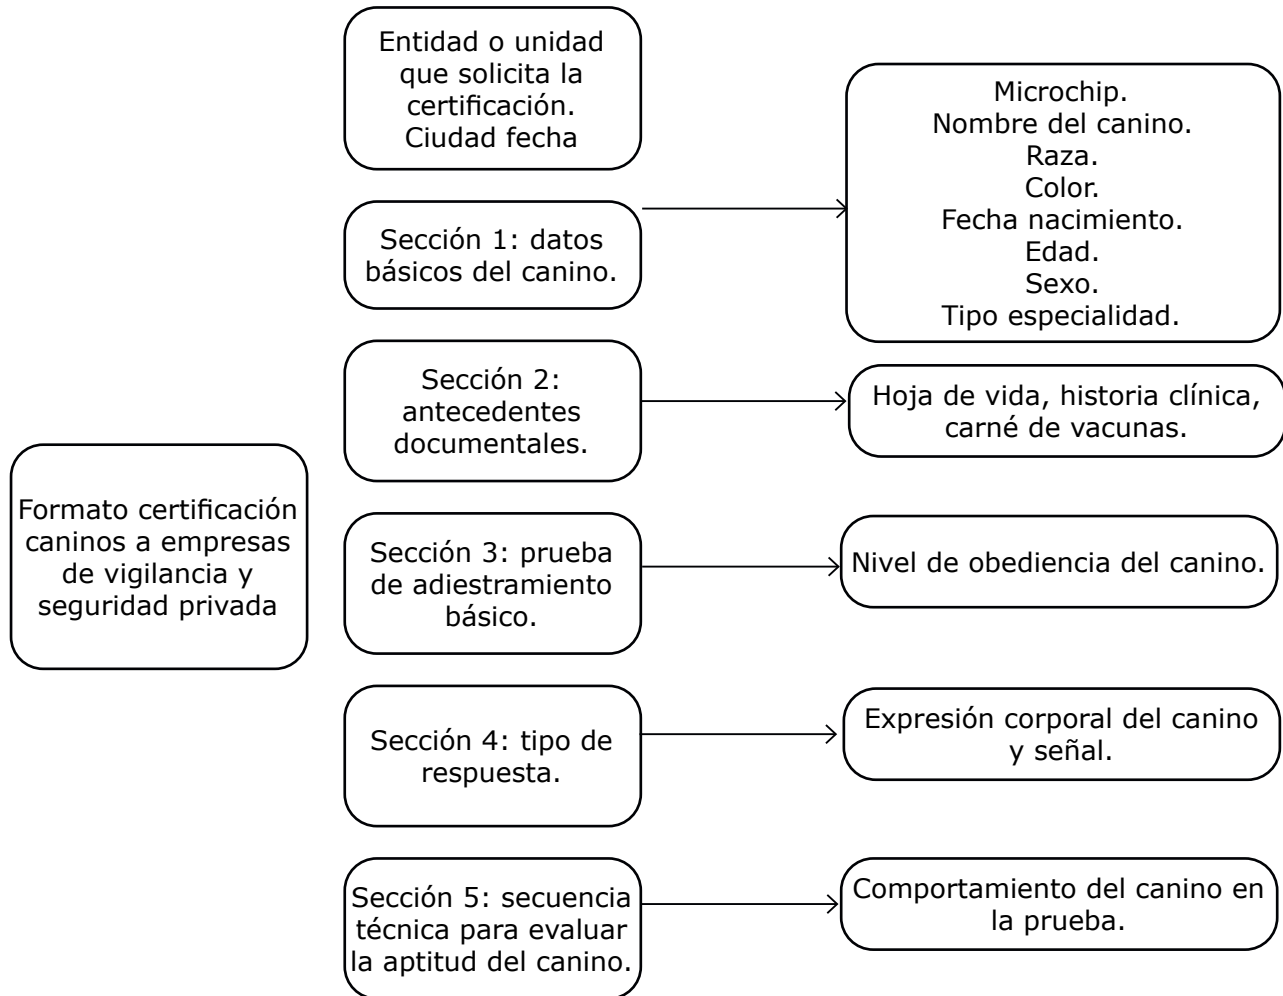 Formato certificación
caninos a empresas
de vigilancia y
seguridad privada
Entidad o unidad
que solicita la
certificación.
Ciudad fecha
Sección 1: datos
básicos del canino.
Microchip.
Nombre del canino.
Raza.
Color.
Fecha nacimiento.
Edad.
Sexo.
Tipo especialidad.
Sección 2:
antecedentes
documentales.
Hoja de vida, historia clínica,
carné de vacunas.
Sección 3: prueba
de adiestramiento
básico.
Nivel de obediencia del canino.
Sección 4: tipo de
respuesta.
Expresión corporal del canino
y señal.
Sección 5: secuencia
técnica para evaluar
la aptitud del canino.
Comportamiento del canino en
la prueba.